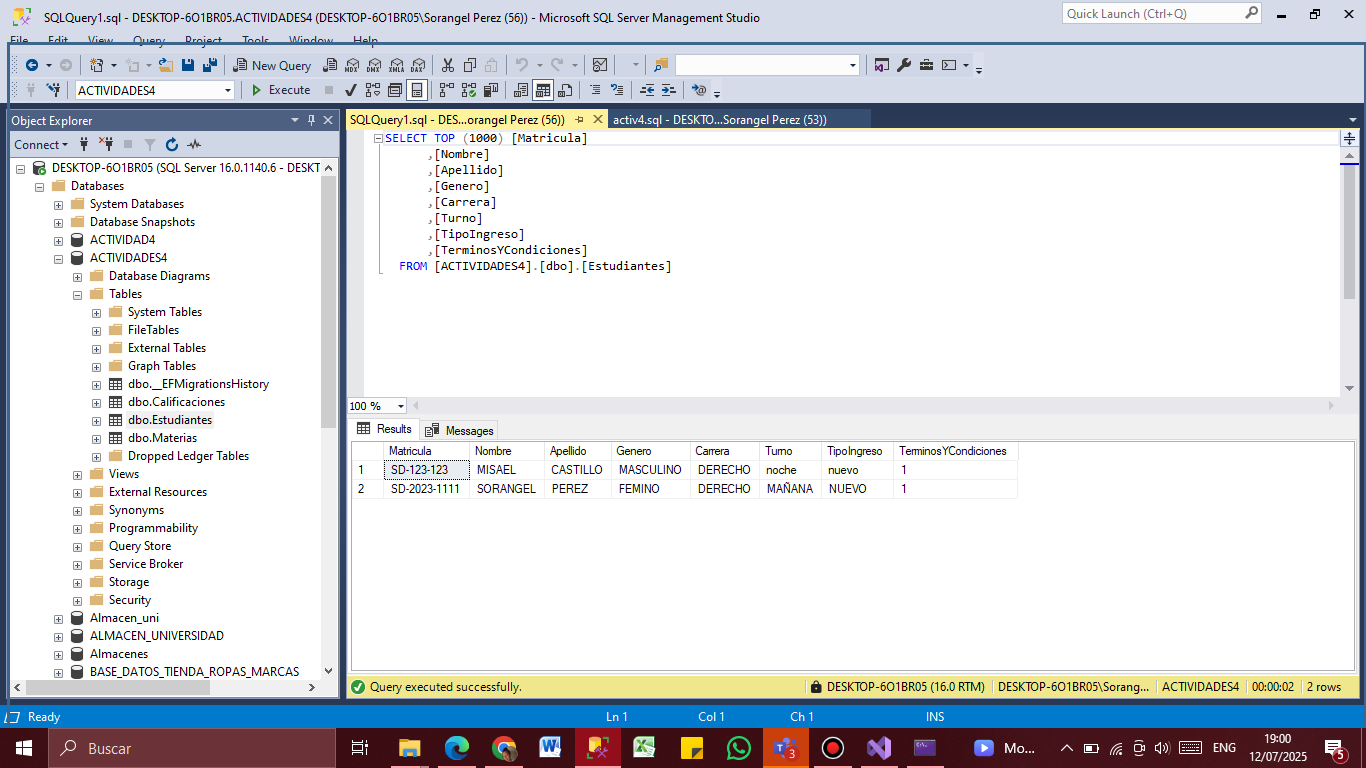 SQLQuery1.sql - DESKTOP-6O1BR05.ACTIVIDADES4 (DESKTOP-6O1BR05\Sorangel Perez (56)) - Microsoft SQL Server Management Studio
Quick Launch (Ctrl+Q)
File Edit View Query Project Tools Window Help
New Query
MDX DMX XMLA DAX
ACTIVIDADES4
Execute
Object Explorer
Connect
DESKTOP-6O1BR05 (SQL Server 16.0.1140.6 - DESKT
Databases
System Databases
Database Snapshots
ACTIVIDAD4
ACTIVIDADES4
Database Diagrams
Tables
System Tables
FileTables
External Tables
Graph Tables
dbo.__EFMigrationsHistory
dbo.Calificaciones
dbo.Estudiantes
dbo.Materias
Dropped Ledger Tables
Views
External Resources
Synonyms
Programmability
Query Store
Service Broker
Storage
Security
Almacen_uni
ALMACEN_UNIVERSIDAD
Almacenes
BASE_DATOS_TIENDA_ROPAS_MARCAS
SQLQuery1.sql - DES...orangel Perez (56))
activ4.sql - DESKTO...Sorangel Perez (53))
SELECT TOP (1000) [Matricula]
,[Nombre]
,[Apellido]
,[Genero]
,[Carrera]
,[Turno]
,[TipoIngreso]
,[TerminosYCondiciones]
FROM [ACTIVIDADES4].[dbo].[Estudiantes]
100 %
Results Messages
Matricula Nombre Apellido Genero Carrera Turno TipoIngreso TerminosYCondiciones
1 SD-123-123 MISAEL CASTILLO MASCULINO DERECHO noche nuevo 1
2 SD-2023-1111 SORANGEL PEREZ FEMINO DERECHO MAÑANA NUEVO 1
Query executed successfully.
DESKTOP-6O1BR05 (16.0 RTM) DESKTOP-6O1BR05\Sorang... ACTIVIDADES4 00:00:02 2 rows
Ready
Ln 1 Col 1 Ch 1 INS
Buscar
3
Mo...
ENG
19:00
12/07/2025
5